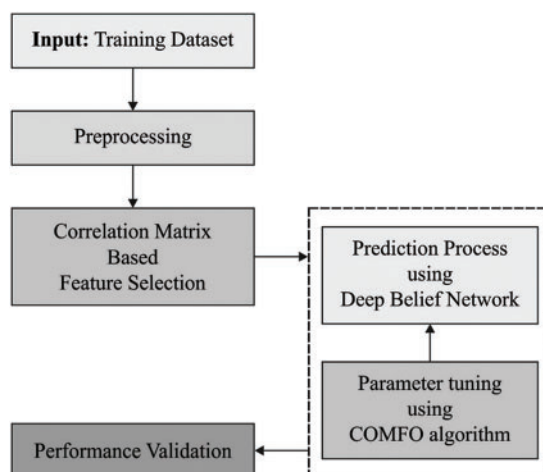 Input: Training Dataset
Preprocessing
Correlation Matrix
Based
Feature Selection
Prediction Process
using
Deep Belief Network
Parameter tuning
using
COMFO algorithm
Performance Validation